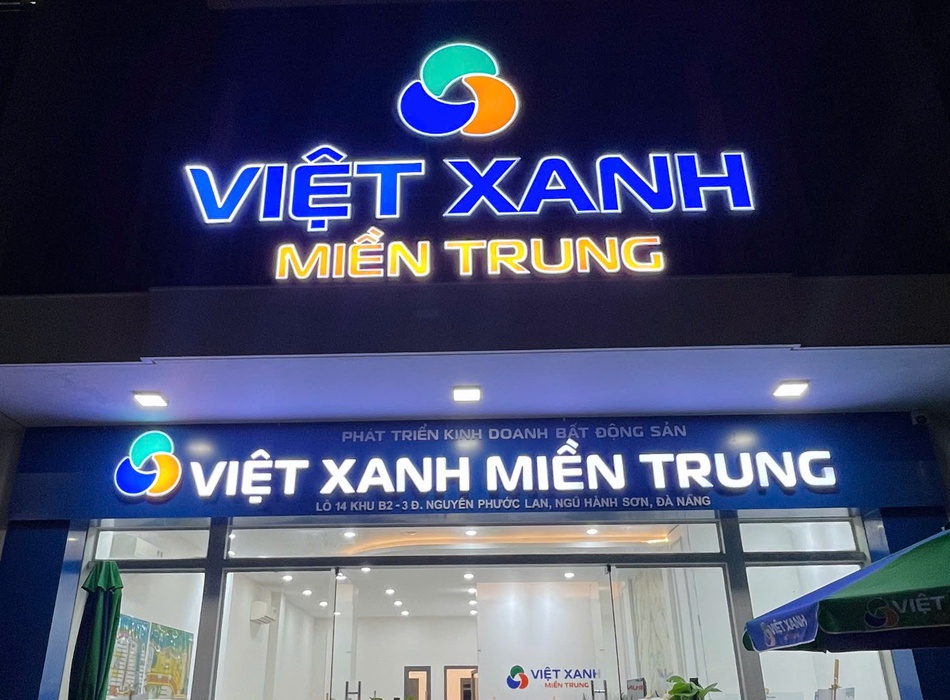 VIỆT XANH
MIỀN TRUNG
PHÁT TRIỂN KINH DOANH BẤT ĐỘNG SẢN
VIỆT XANH MIỀN TRUNG
LÔ 14 KHU B2 - 3 Đ. NGUYỄN PHƯỚC LAN, NGŨ HÀNH SƠN, ĐÀ NẴNG
VIỆT XANH
MIỀN TRUNG
VIỆT XANH
VIỆT